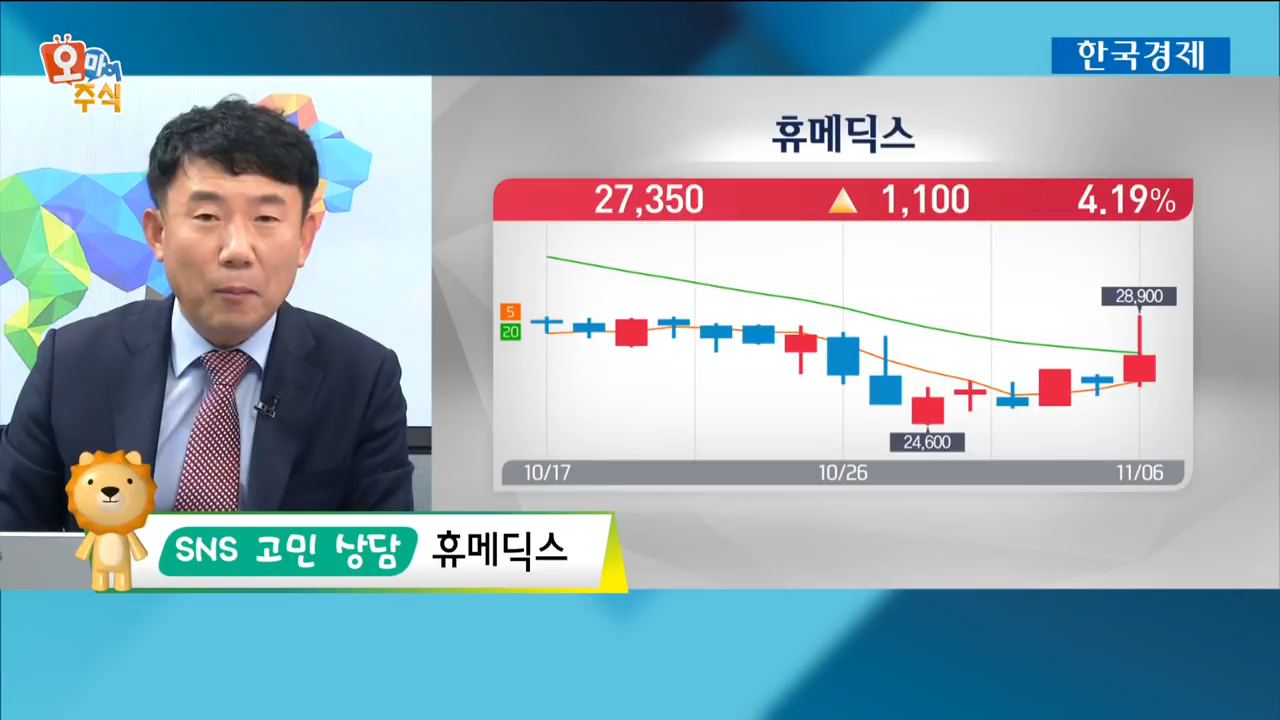 오마이
주식
한국경제
휴메딕스
27,350 ▲ 1,100 4.19%
5
20
28,900
24,600
10/17 10/26 11/06
SNS 고민 상담 휴메딕스